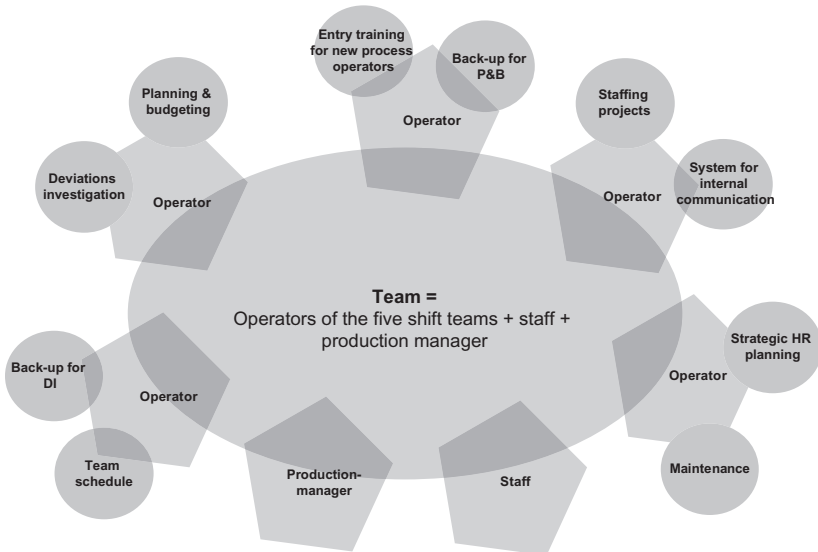 Entry training
for new process
operators
Back-up for
P&B
Operator
Planning &
budgeting
Deviations
investigation
Operator
Staffing
projects
System for
internal
communication
Operator
Team =
Operators of the five shift teams + staff +
production manager
Back-up for
DI
Operator
Team
schedule
Strategic HR
planning
Operator
Maintenance
Production-
manager
Staff